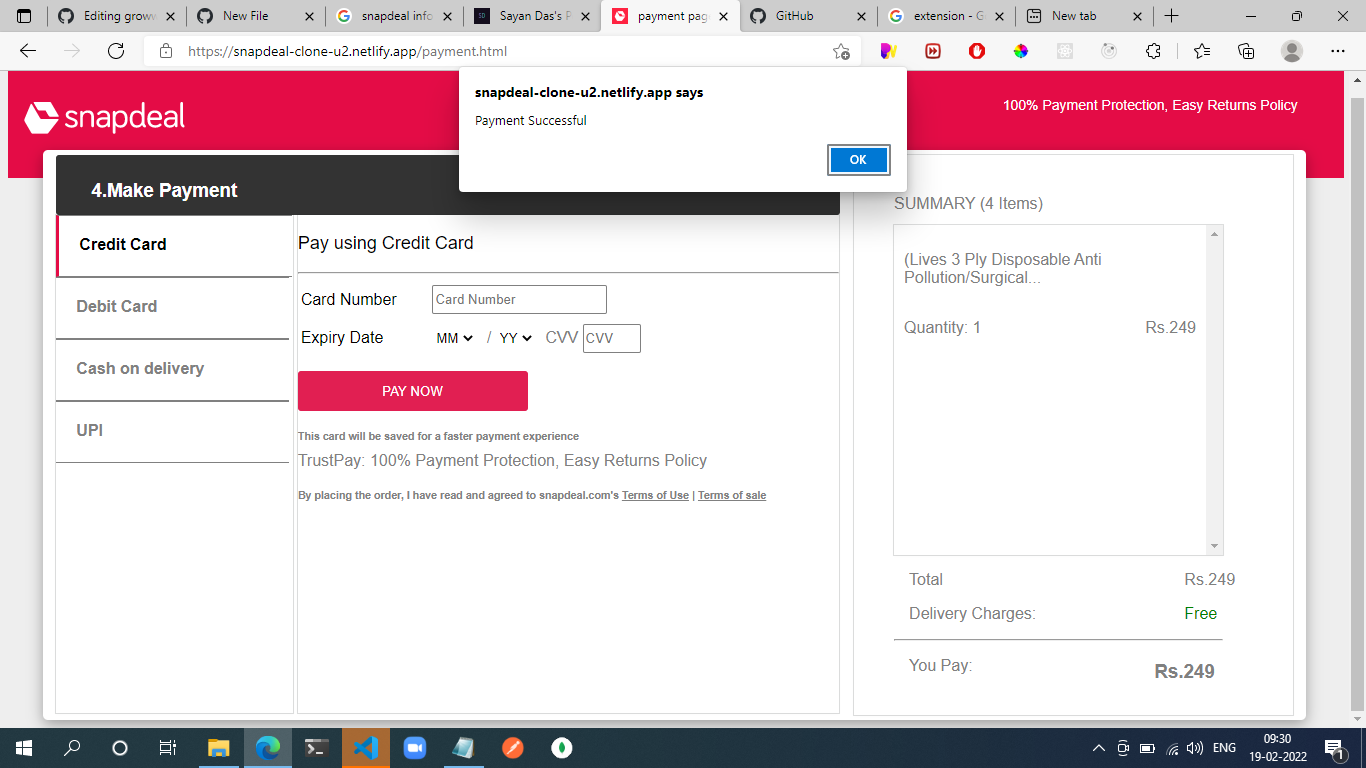 Editing grow
New File
snapdeal info
SD
Sayan Das's P
payment pag
GitHub
extension - G
New tab
https://snapdeal-clone-u2.netlify.app/payment.html
snapdeal
100% Payment Protection, Easy Returns Policy
snapdeal-clone-u2.netlify.app says
Payment Successful
OK
4.Make Payment
Credit Card
Debit Card
Cash on delivery
UPI
Pay using Credit Card
Card Number Card Number
Expiry Date MM / YY CVV CVV
PAY NOW
This card will be saved for a faster payment experience
TrustPay: 100% Payment Protection, Easy Returns Policy
By placing the order, I have read and agreed to snapdeal.com's Terms of Use | Terms of sale
SUMMARY (4 Items)
(Lives 3 Ply Disposable Anti
Pollution/Surgical...
Quantity: 1 Rs.249
Total Rs.249
Delivery Charges: Free
You Pay: Rs.249
ENG
09:30
19-02-2022
1